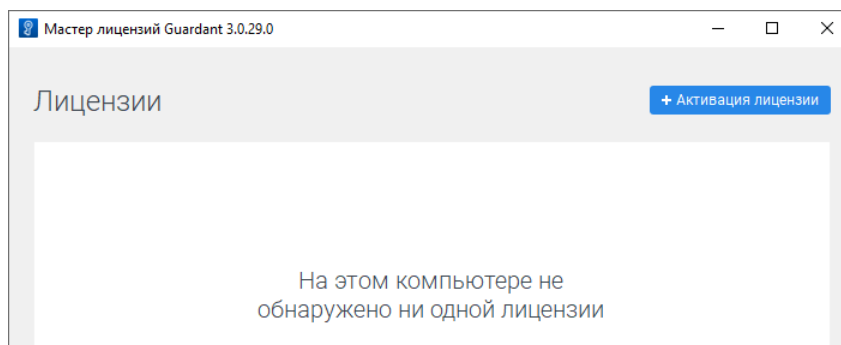 Мастер лицензий Guardant 3.0.29.0
Лицензии
+ Активация лицензии
На этом компьютере не
обнаружено ни одной лицензии